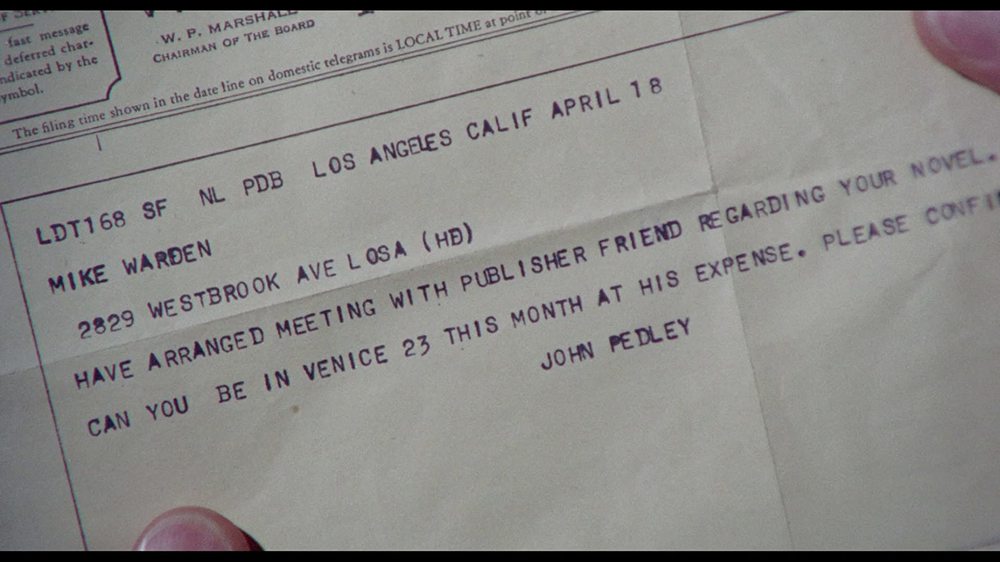 fast message
deferred char-
ndicated by the
ymbol.
W. P. MARSHALL
CHAIRMAN OF THE BOARD
The filing time shown in the date line on domestic telegrams is LOCAL TIME at point of
LDT168 SF NL PDB LOS ANGELES CALIF APRIL 18
MIKE WARDEN
2829 WESTBROOK AVE LOSA (HD)
HAVE ARRANGED MEETING WITH PUBLISHER FRIEND REGARDING YOUR NOVEL.
CAN YOU BE IN VENICE 23 THIS MONTH AT HIS EXPENSE. PLEASE CONFI
JOHN PEDLEY